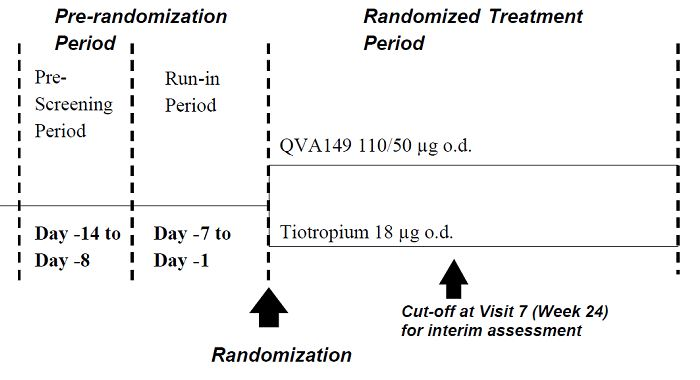 Pre-randomization
Period
Randomized Treatment
Period
Pre-
Screening
Period
Run-in
Period
QVA149 110/50 µg o.d.
Day -14 to
Day -8
Day -7 to
Day -1
Tiotropium 18 µg o.d.
Cut-off at Visit 7 (Week 24)
for interim assessment
Randomization